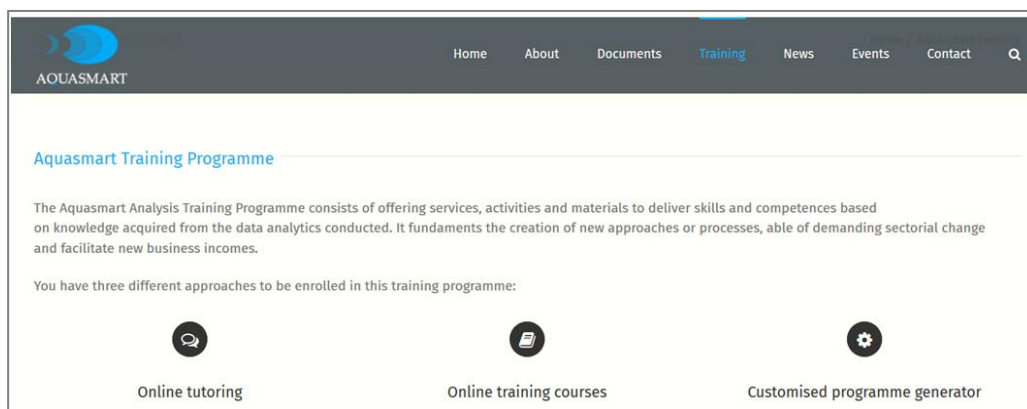 Home About Documents Training News Events Contact
AQUASMART
Aquasmart Training Programme
The Aquasmart Analysis Training Programme consists of offering services, activities and materials to deliver skills and competences based
on knowledge acquired from the data analytics conducted. It fundaments the creation of new approaches or processes, able of demanding sectorial change
and facilitate new business incomes.
You have three different approaches to be enrolled in this training programme:
Online tutoring Online training courses Customised programme generator